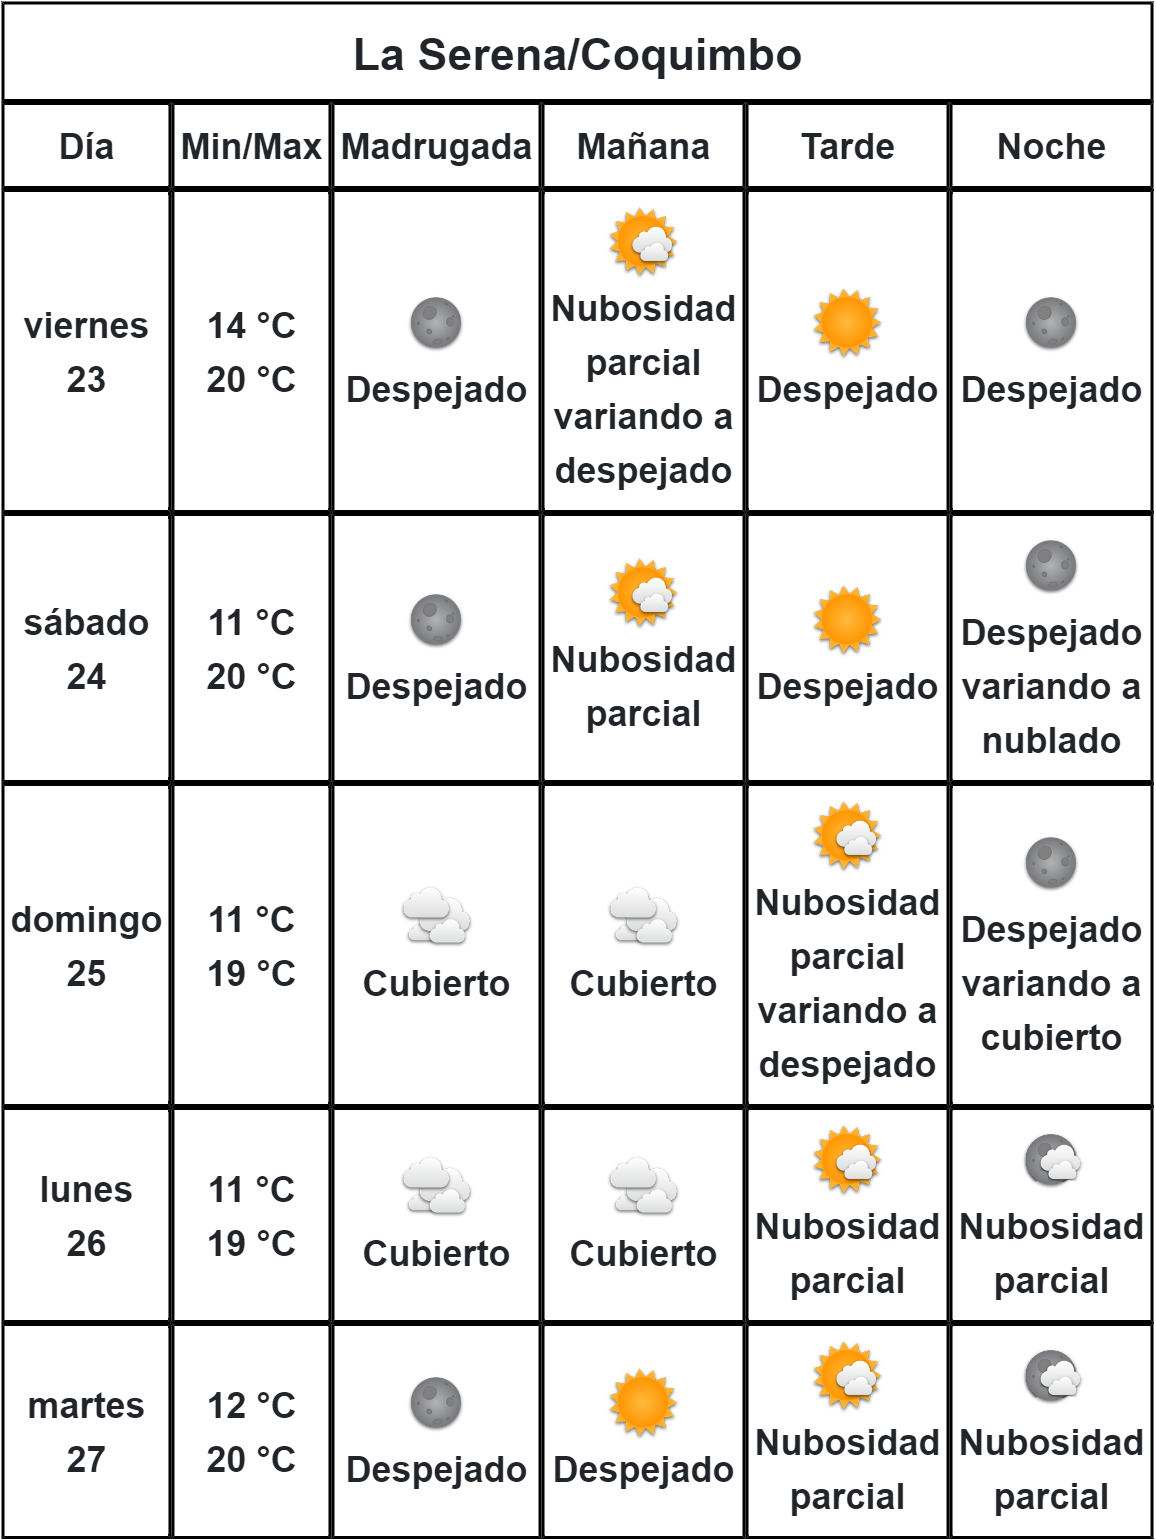 La Serena/Coquimbo
Día Min/Max Madrugada Mañana Tarde Noche
viernes
23
14 °C
20 °C
Despejado
Nubosidad
parcial
variando a
despejado
Despejado
Despejado
sábado
24
11 °C
20 °C
Despejado
Nubosidad
parcial
Despejado
Despejado
variando a
nublado
domingo
25
11 °C
19 °C
Cubierto
Cubierto
Nubosidad
parcial
variando a
despejado
Despejado
variando a
cubierto
lunes
26
11 °C
19 °C
Cubierto
Cubierto
Nubosidad
parcial
Nubosidad
parcial
martes
27
12 °C
20 °C
Despejado
Despejado
Nubosidad
parcial
Nubosidad
parcial